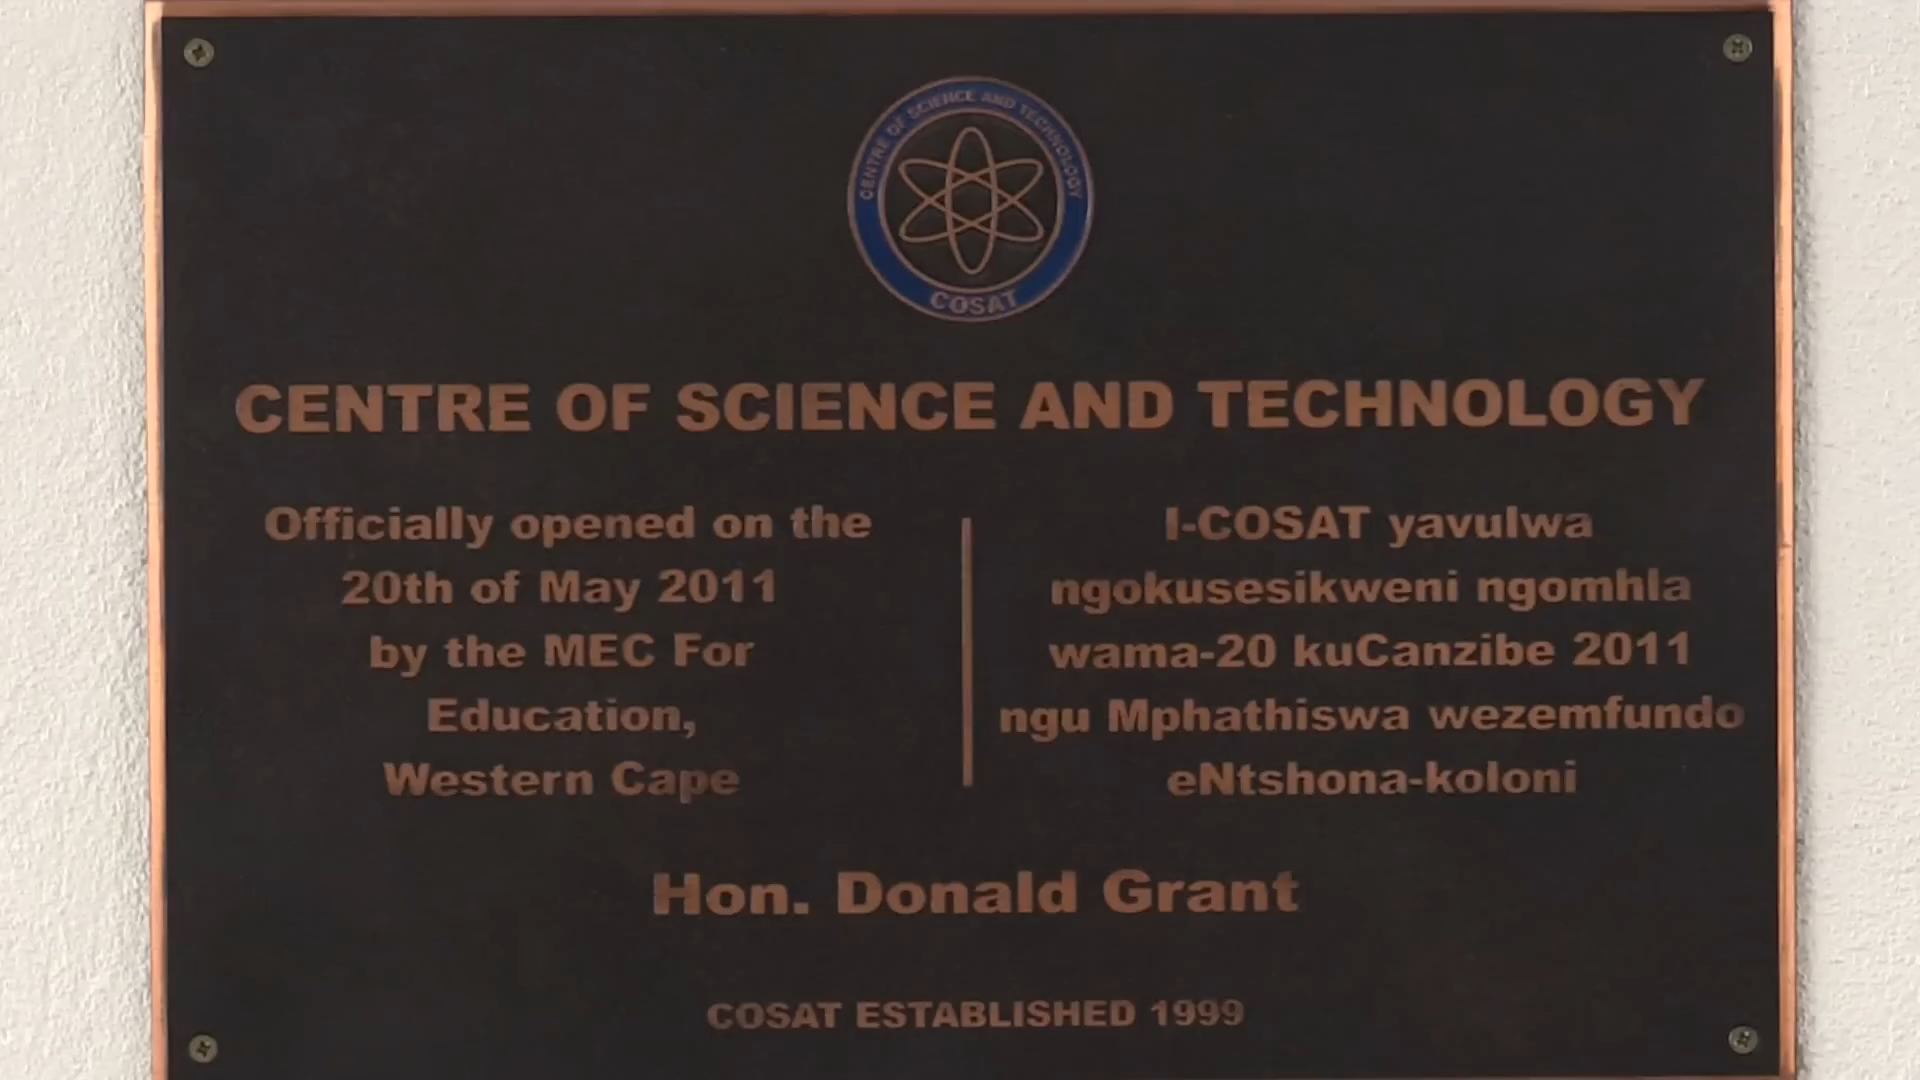 CENTRE OF SCIENCE AND TECHNOLOGY
COSAT
CENTRE OF SCIENCE AND TECHNOLOGY
Officially opened on the
20th of May 2011
by the MEC For
Education,
Western Cape
I-COSAT yavulwa
ngokusesikweni ngomhla
wama-20 kuCanzibe 2011
ngu Mphathiswa wezemfundo
eNtshona-koloni
Hon. Donald Grant
COSAT ESTABLISHED 1999